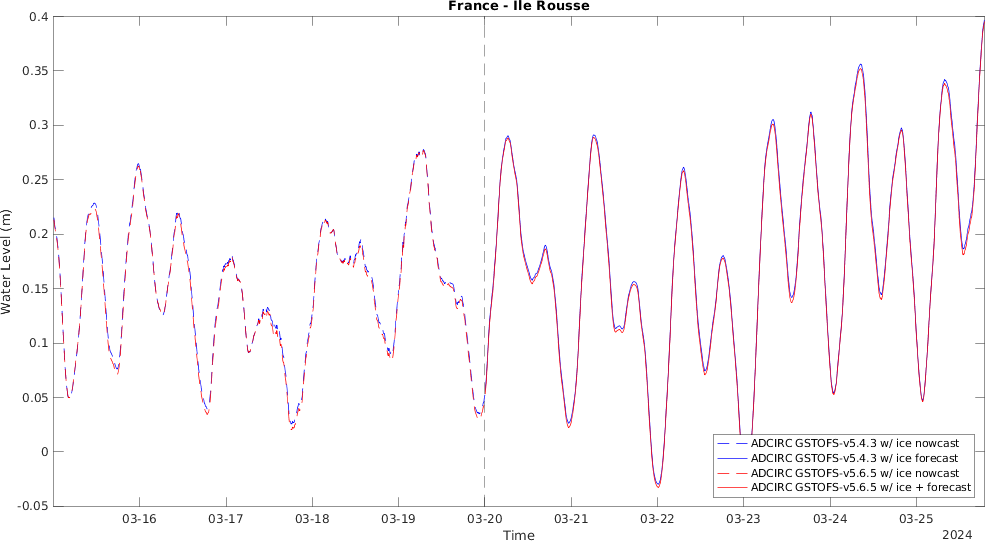 France - Ile Rousse
Water Level (m)
0.4
0.35
0.3
0.25
0.2
0.15
0.1
0.05
0
-0.05
ADCIRC GSTOFS-v5.4.3 w/ ice nowcast
ADCIRC GSTOFS-v5.4.3 w/ ice forecast
ADCIRC GSTOFS-v5.6.5 w/ ice nowcast
ADCIRC GSTOFS-v5.6.5 w/ ice + forecast
03-16 03-17 03-18 03-19 03-20 03-21 03-22 03-23 03-24 03-25
Time
2024